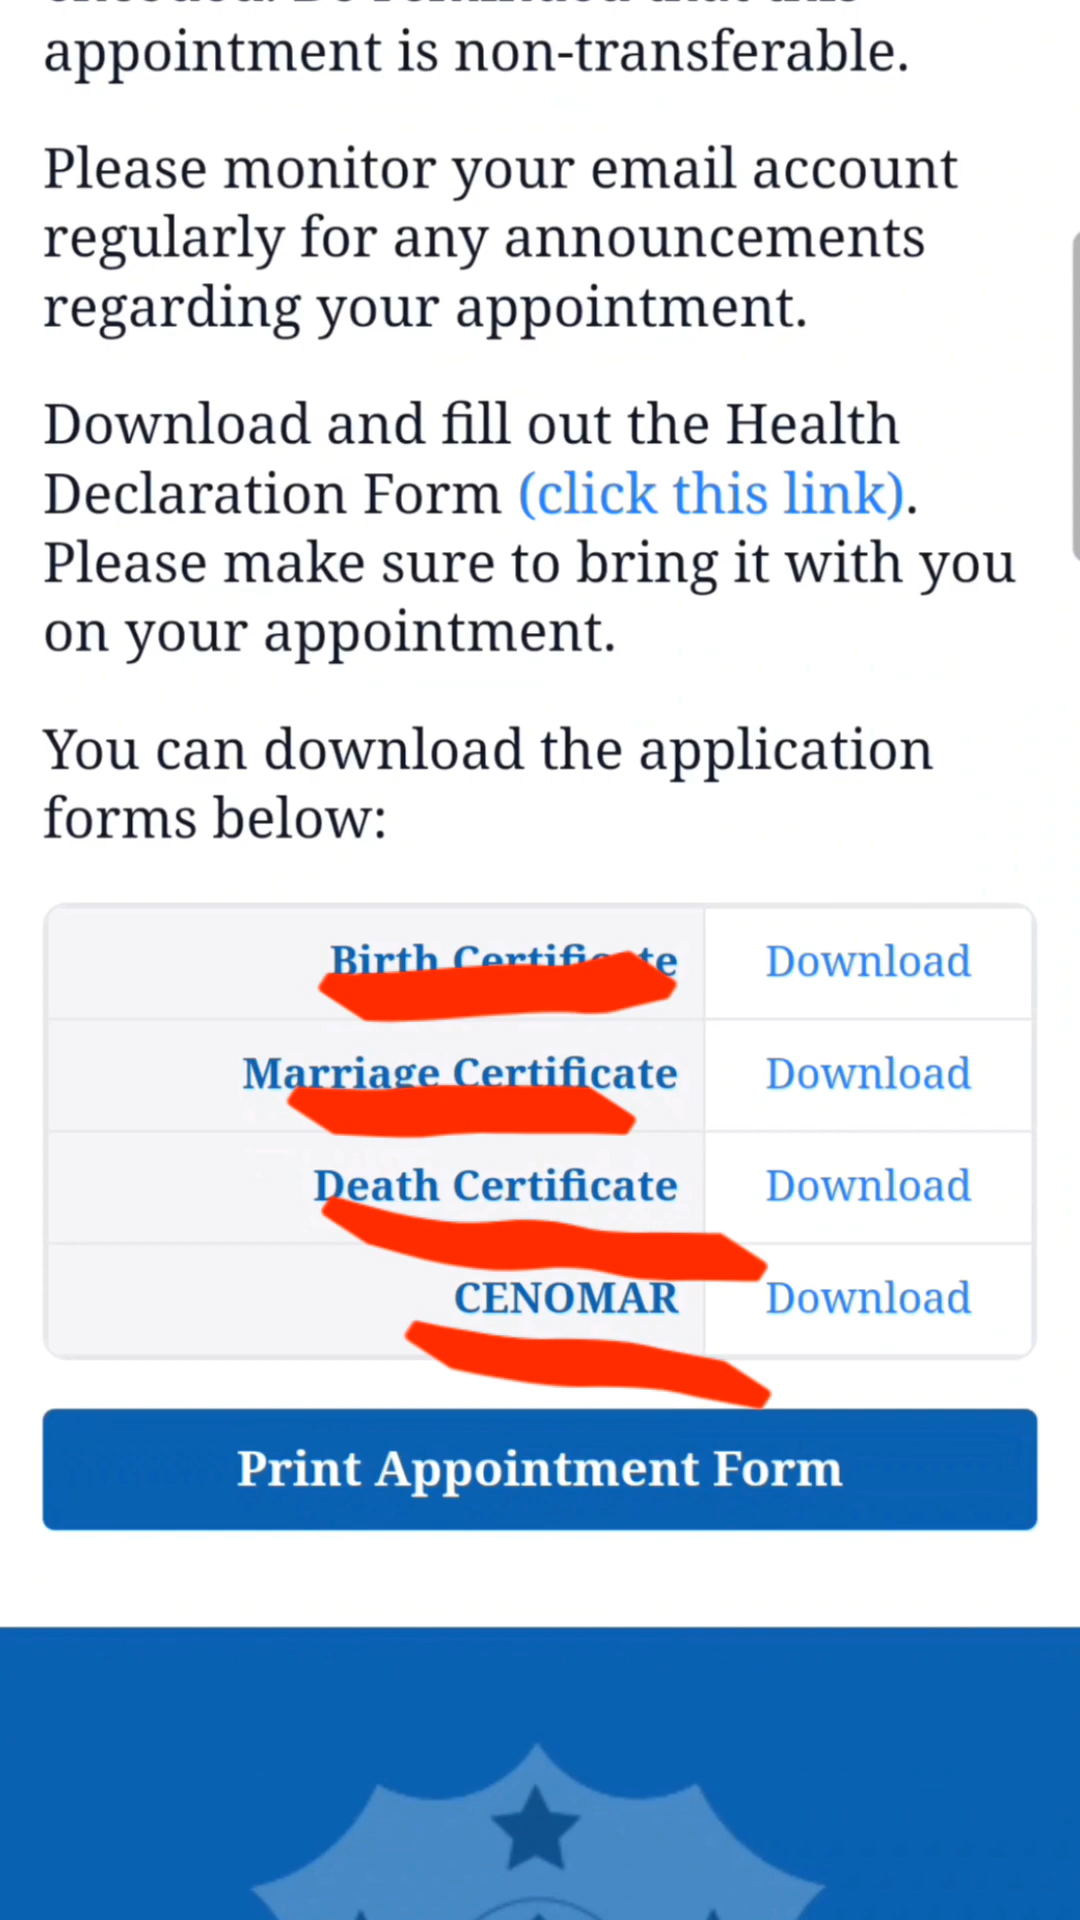 appointment is non-transferable.
Please monitor your email account
regularly for any announcements
regarding your appointment.
Download and fill out the Health
Declaration Form (click this link).
Please make sure to bring it with you
on your appointment.
You can download the application
forms below:
Birth Certificate Download
Marriage Certificate Download
Death Certificate Download
CENOMAR Download
Print Appointment Form